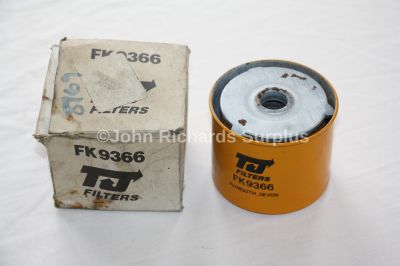 FK9366
FILTERS
FK9366
TJ
FILTERS
TJ
FILTERS
FK9366
PLYMOUTH, DEVON
© John Richards Surplus